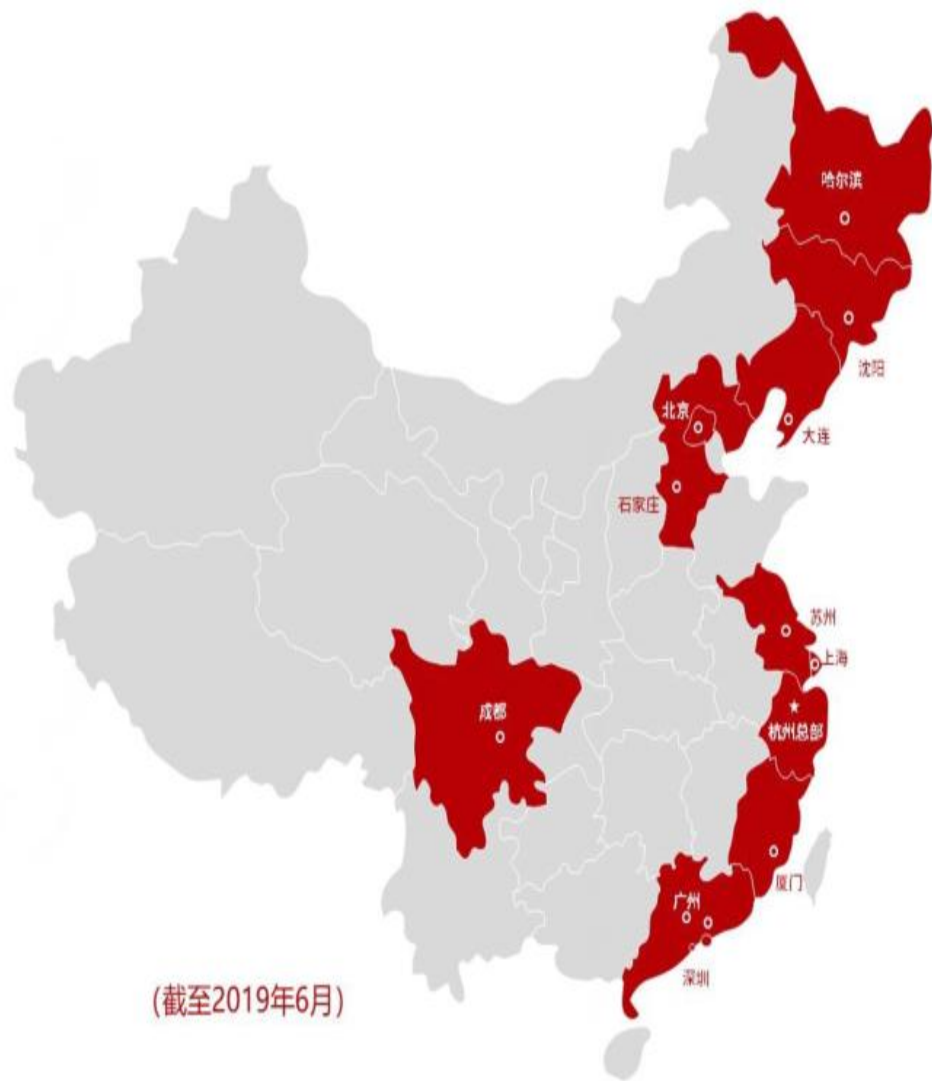 哈尔滨
沈阳
北京
大连
石家庄
苏州
上海
成都
杭州总部
厦门
广州
深圳
(截至2019年6月)